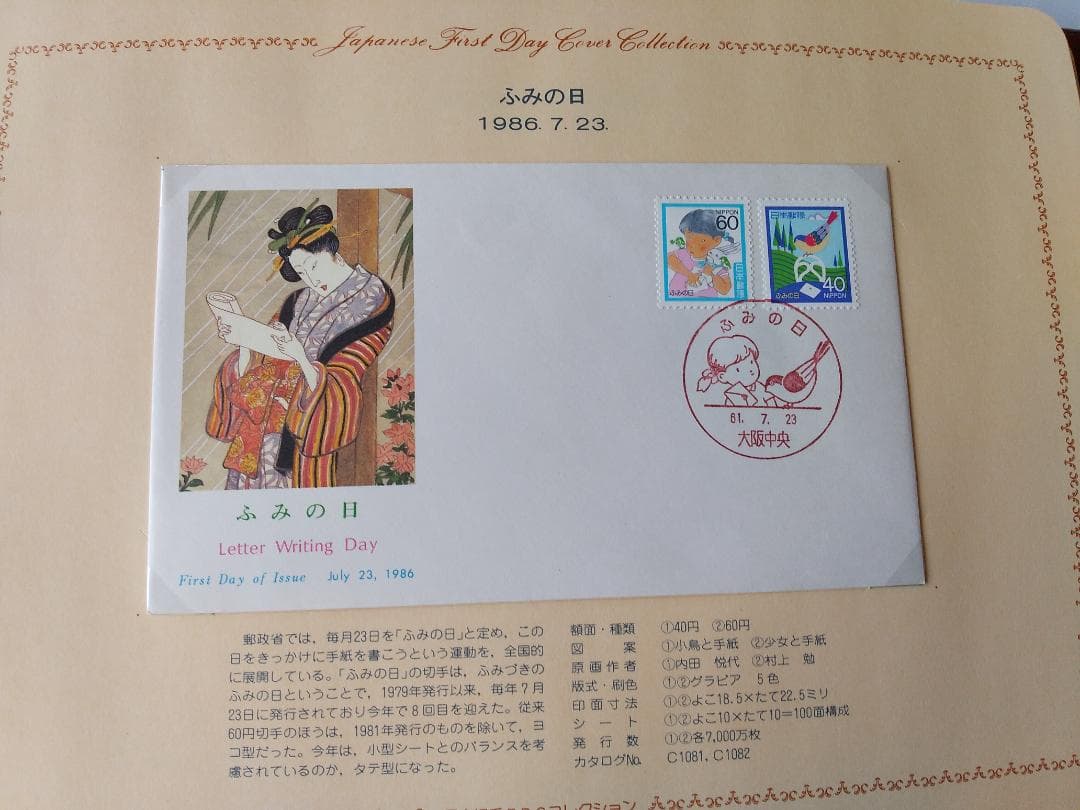 Japanese First Day Cover Collection
ふみの日
1986. 7. 23.
NIPPON
60
日本郵便
ふみの日
日本郵便
ふみの日
40
NIPPON
ふみの日
61. 7. 23
大阪中央
ふみの日
Letter Writing Day
First Day of Issue July 23, 1986
郵政省では，毎月23日を「ふみの日」と定め，この
日をきっかけに手紙を書こうという運動を，全国的
に展開している。「ふみの日」の切手は，ふみづきの
ふみの日ということで，1979年発行以来，毎年7月
23日に発行されており今年で8回目を迎えた。従来
60円切手のほうは，1981年発行のものを除いて，ヨ
コ型だった。今年は，小型シートとのバランスを考
慮されているのか，タテ型になった。
額面・種類 ①40円 ②60円
図案 ①小鳥と手紙 ②少女と手紙
原画作者 ①内田 悦代 ②村上 勉
版式・刷色 ①②グラビア 5色
印面寸法 ①②よこ18.5×たて22.5ミリ
シート ①②よこ10×たて10＝100面構成
発行数 ①②各7,000万枚
カタログNo. C1081，C1082
コレクション